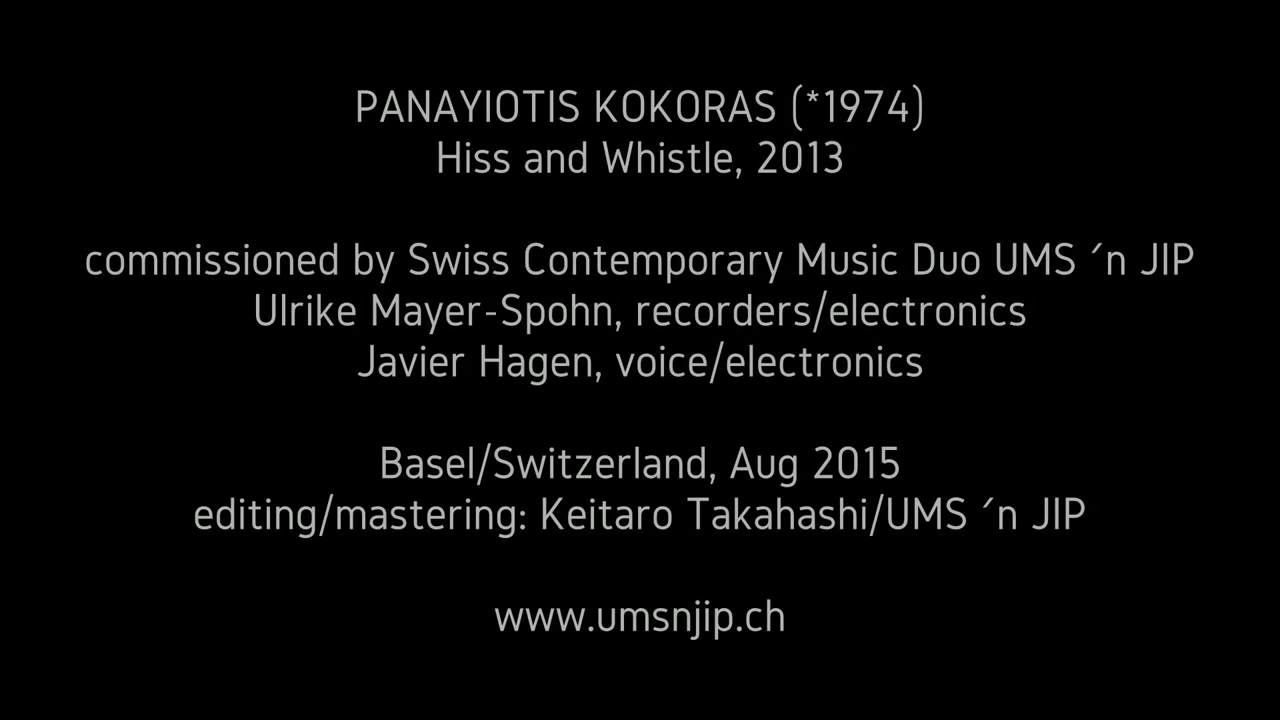 PANAYIOTIS KOKORAS (*1974)
Hiss and Whistle, 2013
commissioned by Swiss Contemporary Music Duo UMS ´n JIP
Ulrike Mayer-Spohn, recorders/electronics
Javier Hagen, voice/electronics
Basel/Switzerland, Aug 2015
editing/mastering: Keitaro Takahashi/UMS ´n JIP
www.umsnjip.ch